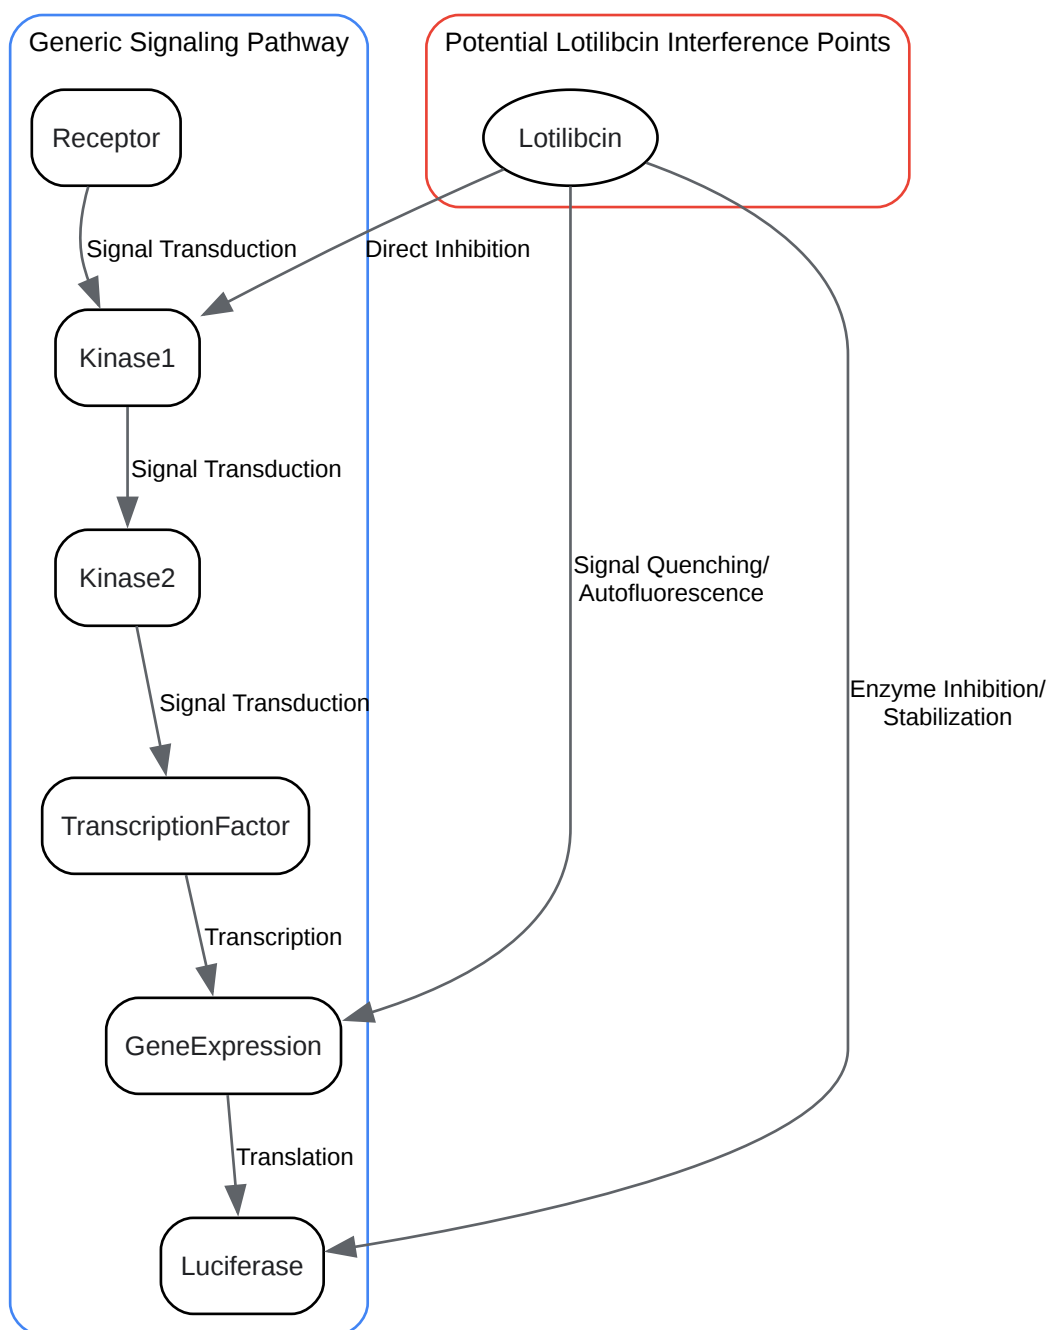 Generic Signaling Pathway
Potential Lotilibcin Interference Points
Receptor
Lotilibcin
Signal Transduction
Direct Inhibition
Kinase1
Signal Transduction
Kinase2
Signal Quenching/
Autofluorescence
Enzyme Inhibition/
Stabilization
Signal Transduction
TranscriptionFactor
Transcription
GeneExpression
Translation
Luciferase